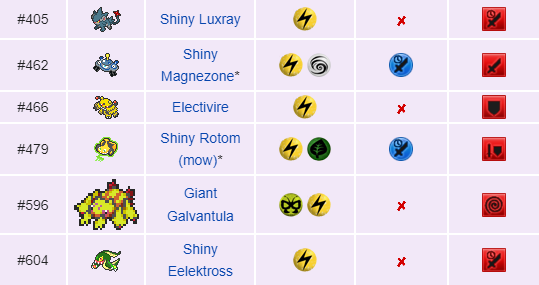 #405 Shiny Luxray
#462 Shiny
Magnezone*
#466 Electivire
#479 Shiny Rotom
(mow)*
#596 Giant
Galvantula
#604 Shiny
Eelektross